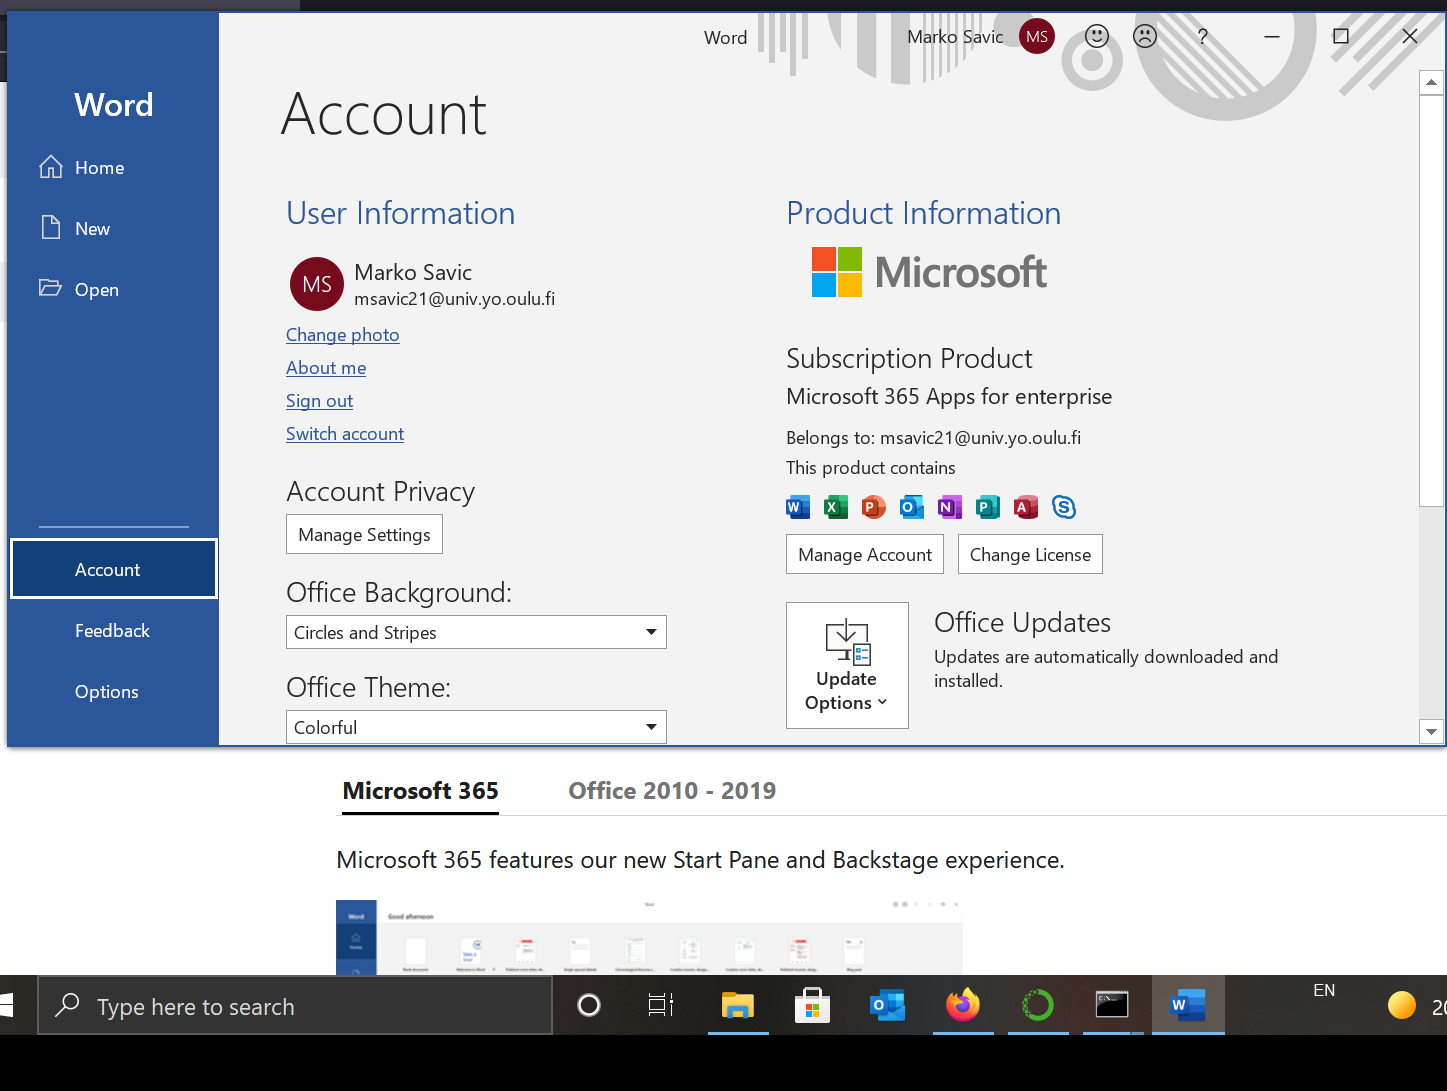 Word
Marko Savic
MS
?
Word
Home
New
Open
Account
Feedback
Options
Account
User Information
MS
Marko Savic
msavic21@univ.yo.oulu.fi
Change photo
About me
Sign out
Switch account
Account Privacy
Manage Settings
Office Background:
Circles and Stripes
Office Theme:
Colorful
Product Information
Microsoft
Subscription Product
Microsoft 365 Apps for enterprise
Belongs to: msavic21@univ.yo.oulu.fi
This product contains
W X P O N P A S
Manage Account
Change License
Update
Options
Office Updates
Updates are automatically downloaded and
installed.
Microsoft 365
Office 2010 - 2019
Microsoft 365 features our new Start Pane and Backstage experience.
Word
Good afternoon
Home
Type here to search
O
C:\_
W
EN
20